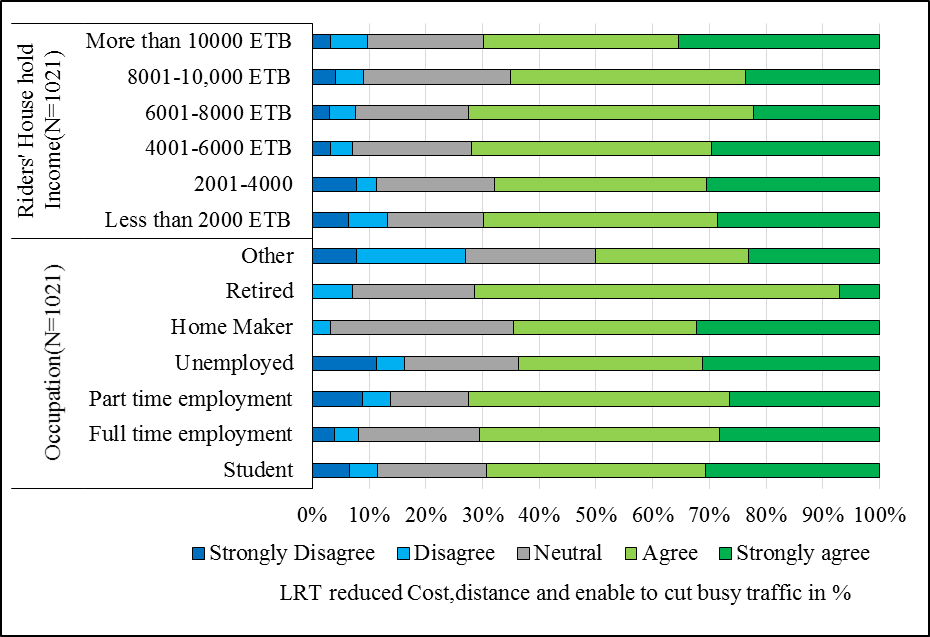 Riders' House hold
Income(N=1021)
More than 10000 ETB
8001-10,000 ETB
6001-8000 ETB
4001-6000 ETB
2001-4000
Less than 2000 ETB
Occupation(N=1021)
Other
Retired
Home Maker
Unemployed
Part time employment
Full time employment
Student
0% 10% 20% 30% 40% 50% 60% 70% 80% 90% 100%
Strongly Disagree Disagree Neutral Agree Strongly agree
LRT reduced Cost,distance and enable to cut busy traffic in %